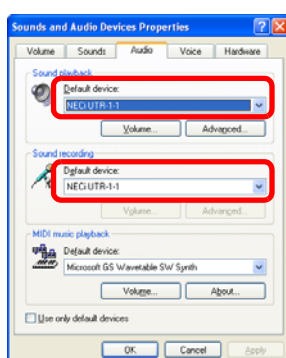 Sounds and Audio Devices Properties
Volume Sounds Audio Voice Hardware
Sound playback
Default device:
NEC-i UTR-1-1
Volume... Advanced...
Sound recording
Default device:
NEC-i UTR-1-1
Volume... Advanced...
MIDI music playback
Default device:
Microsoft GS Wavetable SW Synth
Volume... About...
Use only default devices
OK Cancel Apply